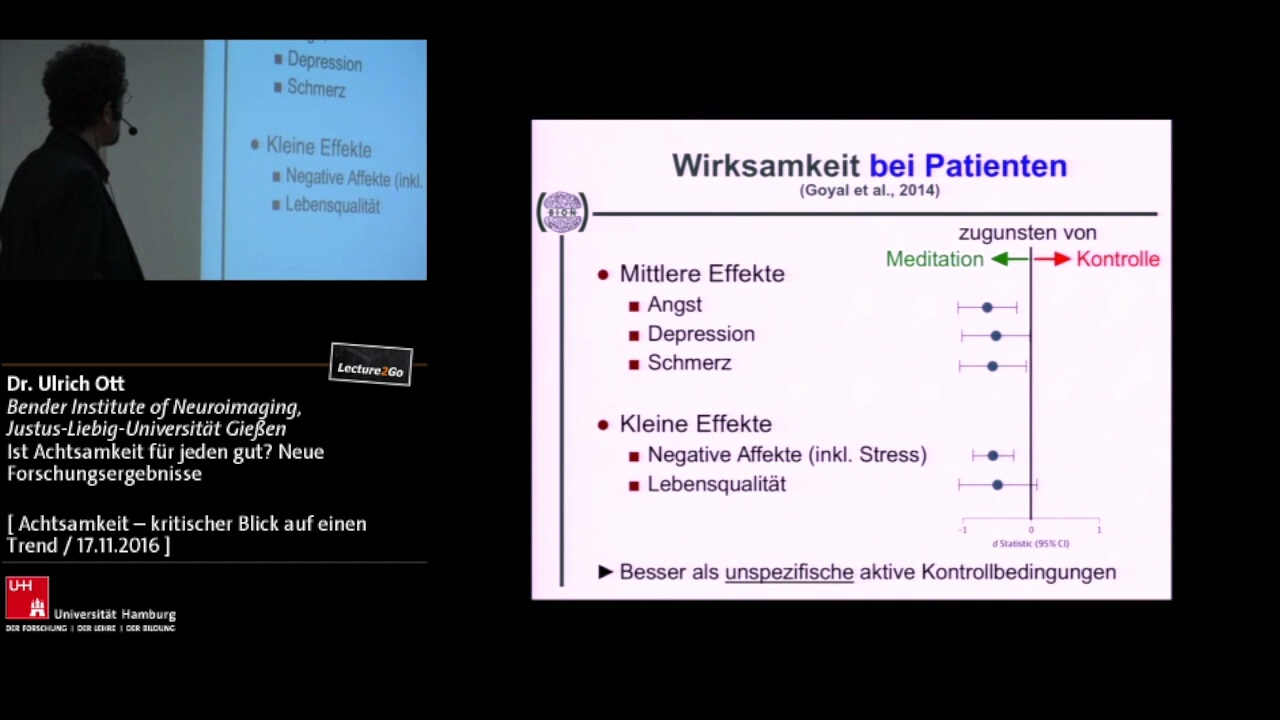 Depression
Schmerz
Kleine Effekte
Negative Affekte (inkl.
Lebensqualität
Lecture2Go
Dr. Ulrich Ott
Bender Institute of Neuroimaging,
Justus-Liebig-Universität Gießen
Ist Achtsamkeit für jeden gut? Neue
Forschungsergebnisse
[ Achtsamkeit – kritischer Blick auf einen
Trend / 17.11.2016 ]
UHH
Universität Hamburg
DER FORSCHUNG | DER LEHRE | DER BILDUNG
Wirksamkeit bei Patienten
(Goyal et al., 2014)
BION
zugunsten von
Meditation Kontrolle
Mittlere Effekte
Angst
Depression
Schmerz
Kleine Effekte
Negative Affekte (inkl. Stress)
Lebensqualität
-1 0 1
d Statistic (95% CI)
► Besser als unspezifische aktive Kontrollbedingungen